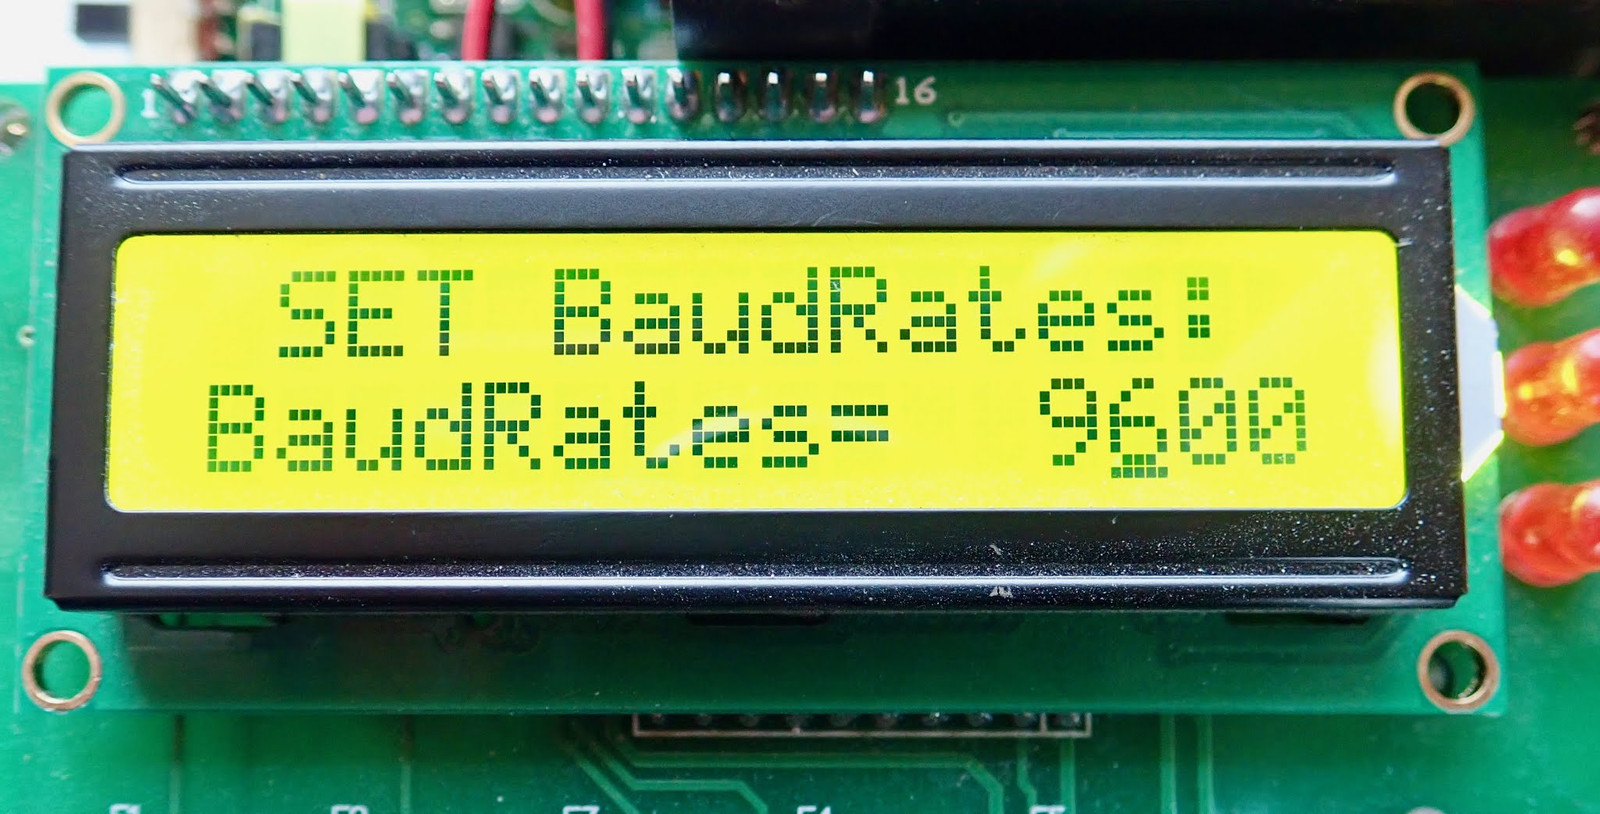 1 16
SET BaudRates:
BaudRates=  9600